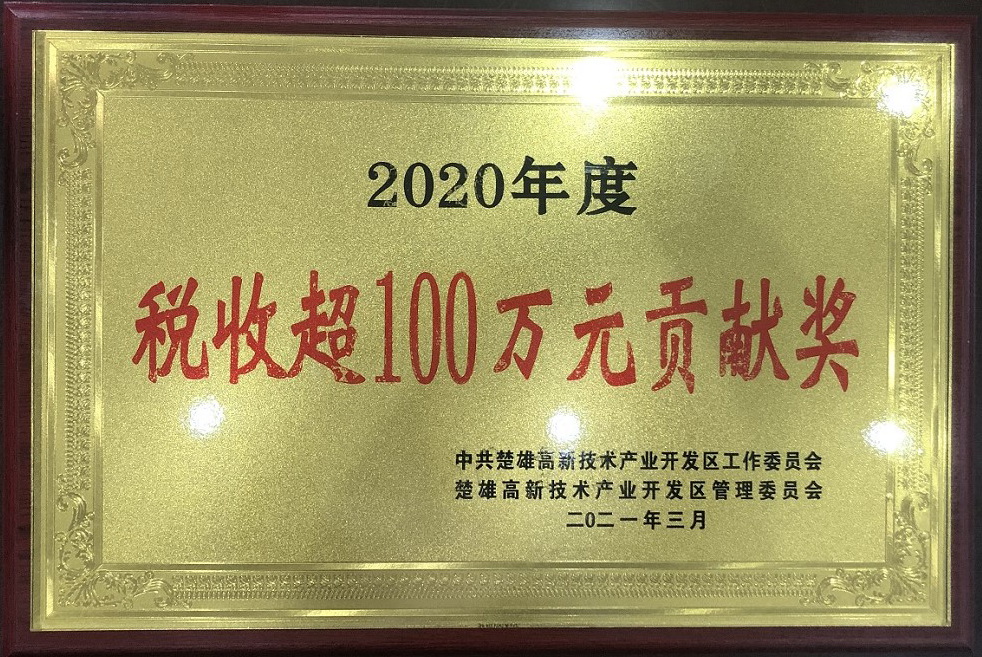 2020年度
税收超100万元贡献奖
中共楚雄高新技术产业开发区工作委员会
楚雄高新技术产业开发区管理委员会
二0二一年三月